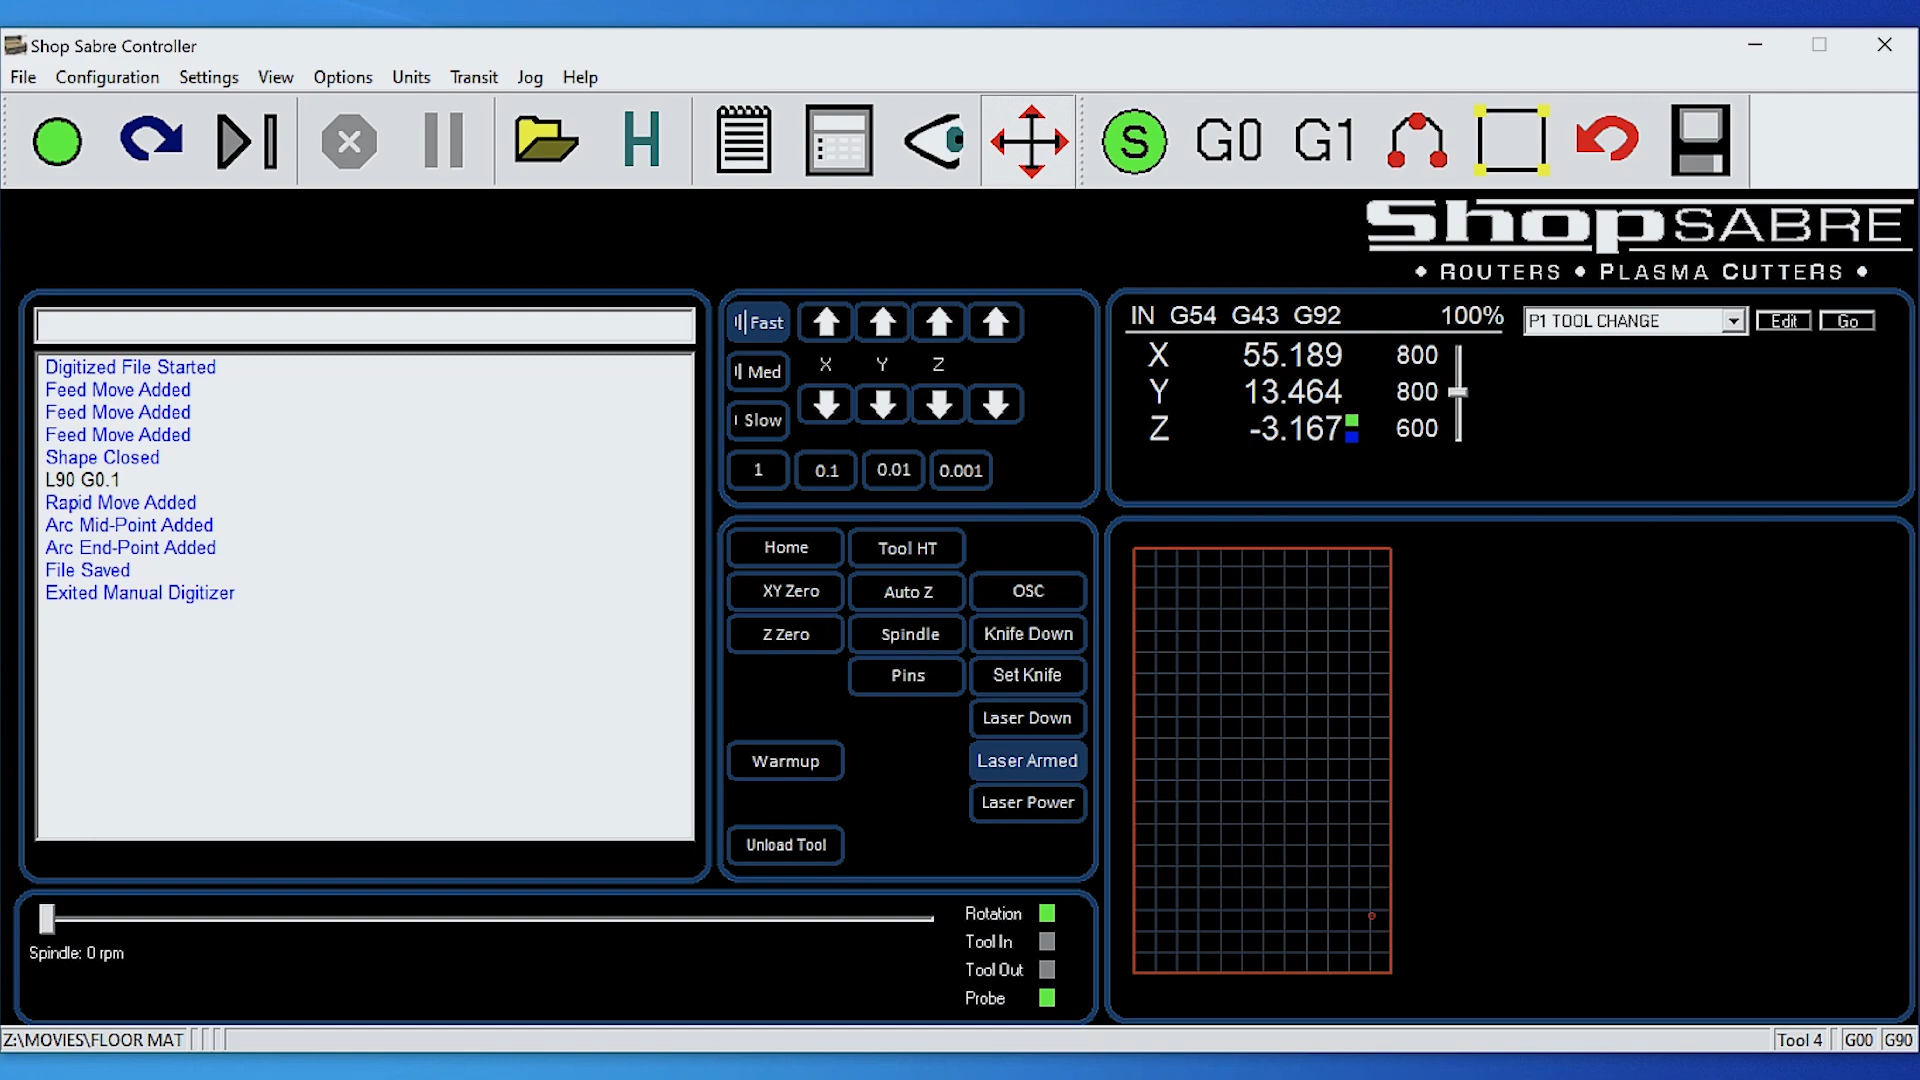 Shop Sabre Controller
File Configuration Settings View Options Units Transit Jog Help
H S G0 G1
Shop SABRE
• ROUTERS • PLASMA CUTTERS •
Digitized File Started
Feed Move Added
Feed Move Added
Feed Move Added
Shape Closed
L90 G0.1
Rapid Move Added
Arc Mid-Point Added
Arc End-Point Added
File Saved
Exited Manual Digitizer
Fast
X Y Z
Med
Slow
1 0.1 0.01 0.001
IN G54 G43 G92 100%
X 55.189 800
Y 13.464 800
Z -3.167 600
P1 TOOL CHANGE Edit Go
Home Tool HT
XY Zero Auto Z OSC
Z Zero Spindle Knife Down
Pins Set Knife
Laser Down
Warmup Laser Armed
Laser Power
Unload Tool
Spindle: 0 rpm
Rotation
Tool In
Tool Out
Probe
Z:\MOVIES\FLOOR MAT Tool 4 G00 G90